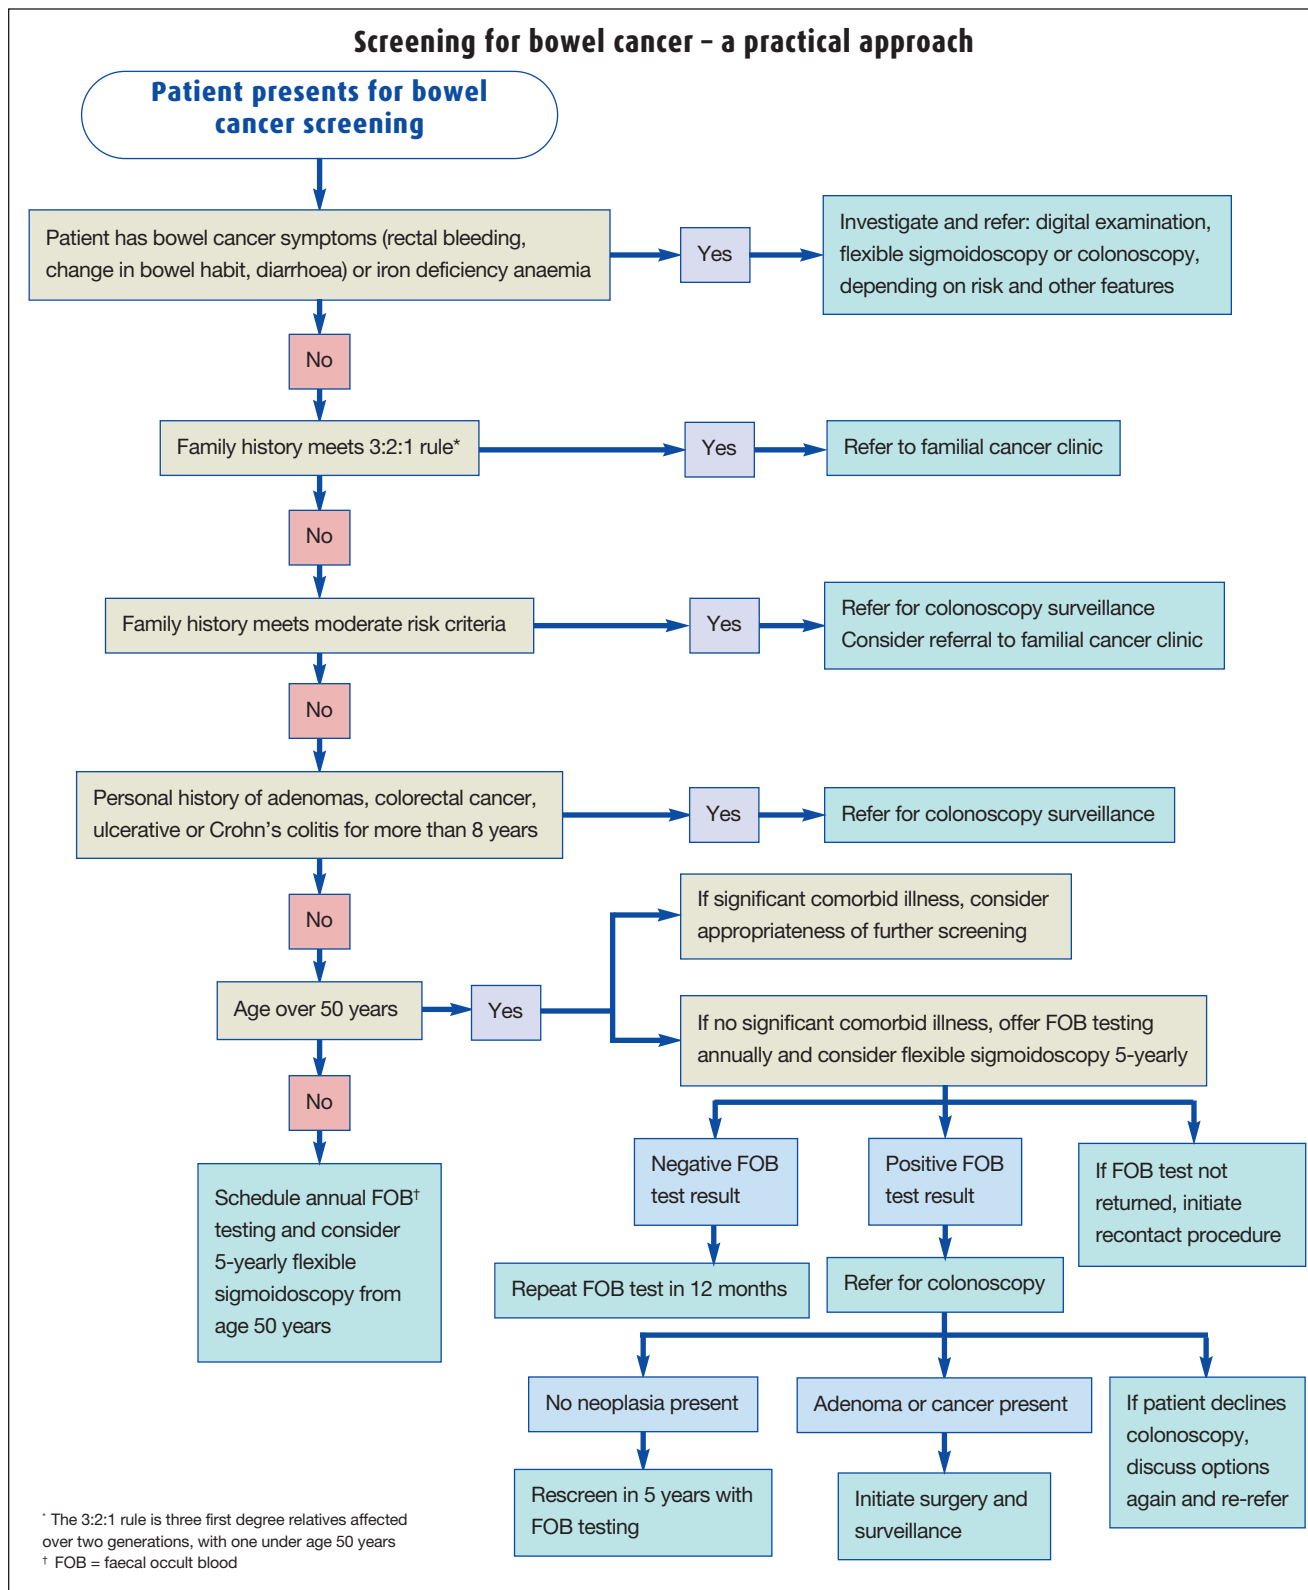 Screening for bowel cancer – a practical approach
Patient presents for bowel
cancer screening
Patient has bowel cancer symptoms (rectal bleeding,
change in bowel habit, diarrhoea) or iron deficiency anaemia
Yes
Investigate and refer: digital examination,
flexible sigmoidoscopy or colonoscopy,
depending on risk and other features
No
Family history meets 3:2:1 rule*
Yes
Refer to familial cancer clinic
No
Family history meets moderate risk criteria
Yes
Refer for colonoscopy surveillance
Consider referral to familial cancer clinic
No
Personal history of adenomas, colorectal cancer,
ulcerative or Crohn’s colitis for more than 8 years
Yes
Refer for colonoscopy surveillance
No
Age over 50 years
Yes
If significant comorbid illness, consider
appropriateness of further screening
If no significant comorbid illness, offer FOB testing
annually and consider flexible sigmoidoscopy 5-yearly
No
Schedule annual FOB†
testing and consider
5-yearly flexible
sigmoidoscopy from
age 50 years
Negative FOB
test result
Positive FOB
test result
If FOB test not
returned, initiate
recontact procedure
Repeat FOB test in 12 months
Refer for colonoscopy
No neoplasia present
Adenoma or cancer present
If patient declines
colonoscopy,
discuss options
again and re-refer
Rescreen in 5 years with
FOB testing
Initiate surgery and
surveillance
* The 3:2:1 rule is three first degree relatives affected
over two generations, with one under age 50 years
† FOB = faecal occult blood